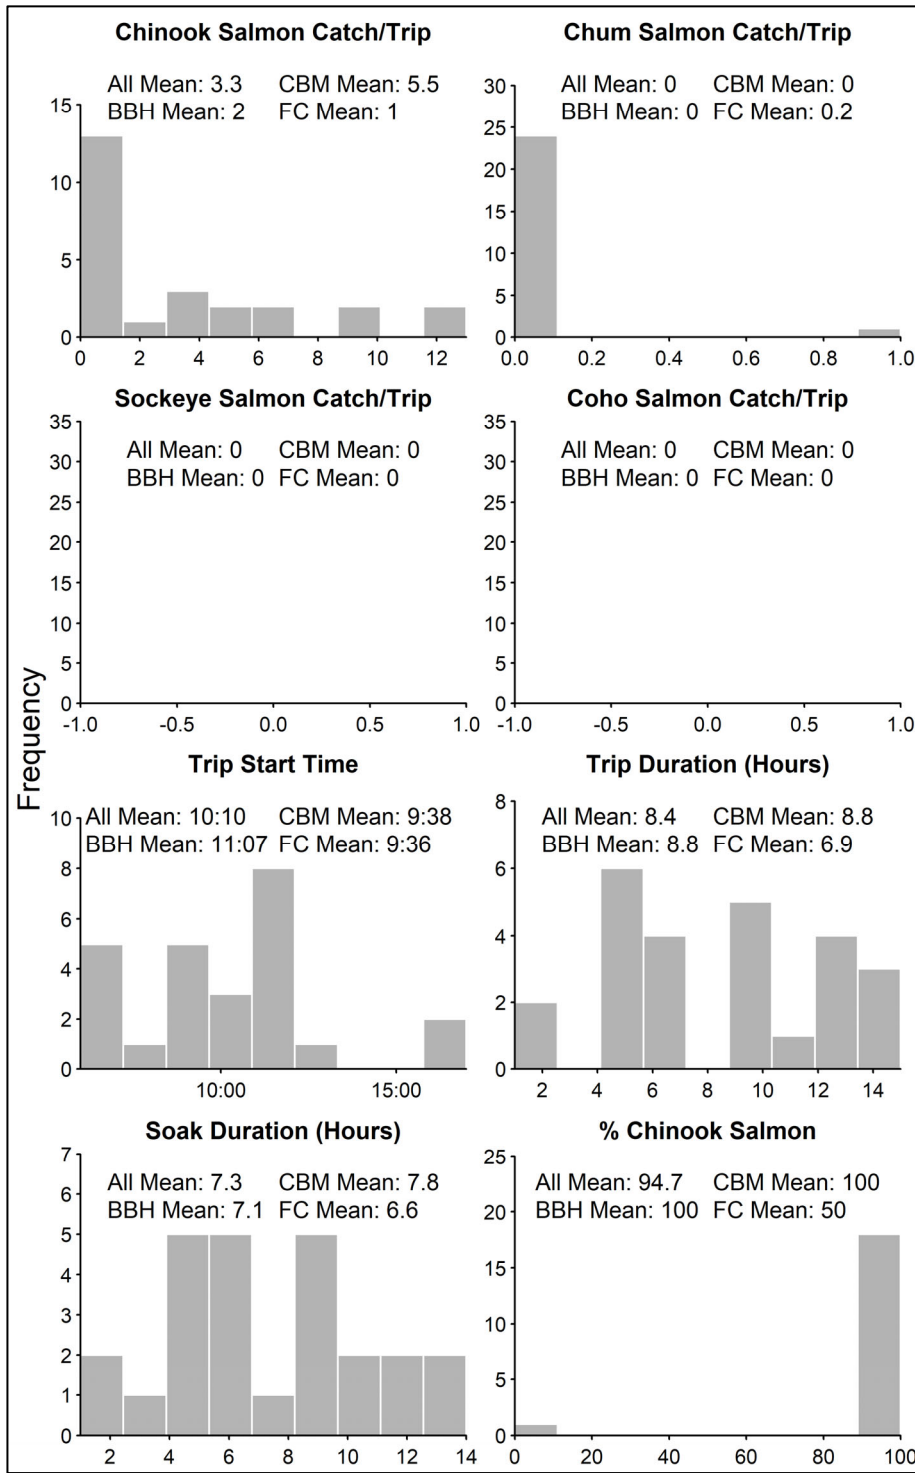 Frequency
Chinook Salmon Catch/Trip
All Mean: 3.3 CBM Mean: 5.5
BBH Mean: 2 FC Mean: 1
15
10
5
0
0 2 4 6 8 10 12
Chum Salmon Catch/Trip
All Mean: 0 CBM Mean: 0
BBH Mean: 0 FC Mean: 0.2
30
25
20
15
10
5
0
0.0 0.2 0.4 0.6 0.8 1.0
Sockeye Salmon Catch/Trip
All Mean: 0 CBM Mean: 0
BBH Mean: 0 FC Mean: 0
35
30
25
20
15
10
5
0
-1.0 -0.5 0.0 0.5 1.0
Coho Salmon Catch/Trip
All Mean: 0 CBM Mean: 0
BBH Mean: 0 FC Mean: 0
35
30
25
20
15
10
5
0
-1.0 -0.5 0.0 0.5 1.0
Trip Start Time
All Mean: 10:10 CBM Mean: 9:38
BBH Mean: 11:07 FC Mean: 9:36
10
8
6
4
2
0
10:00 15:00
Trip Duration (Hours)
All Mean: 8.4 CBM Mean: 8.8
BBH Mean: 8.8 FC Mean: 6.9
8
6
4
2
0
2 4 6 8 10 12 14
Soak Duration (Hours)
All Mean: 7.3 CBM Mean: 7.8
BBH Mean: 7.1 FC Mean: 6.6
7
6
5
4
3
2
1
0
2 4 6 8 10 12 14
% Chinook Salmon
All Mean: 94.7 CBM Mean: 100
BBH Mean: 100 FC Mean: 50
25
20
15
10
5
0
0 20 40 60 80 100